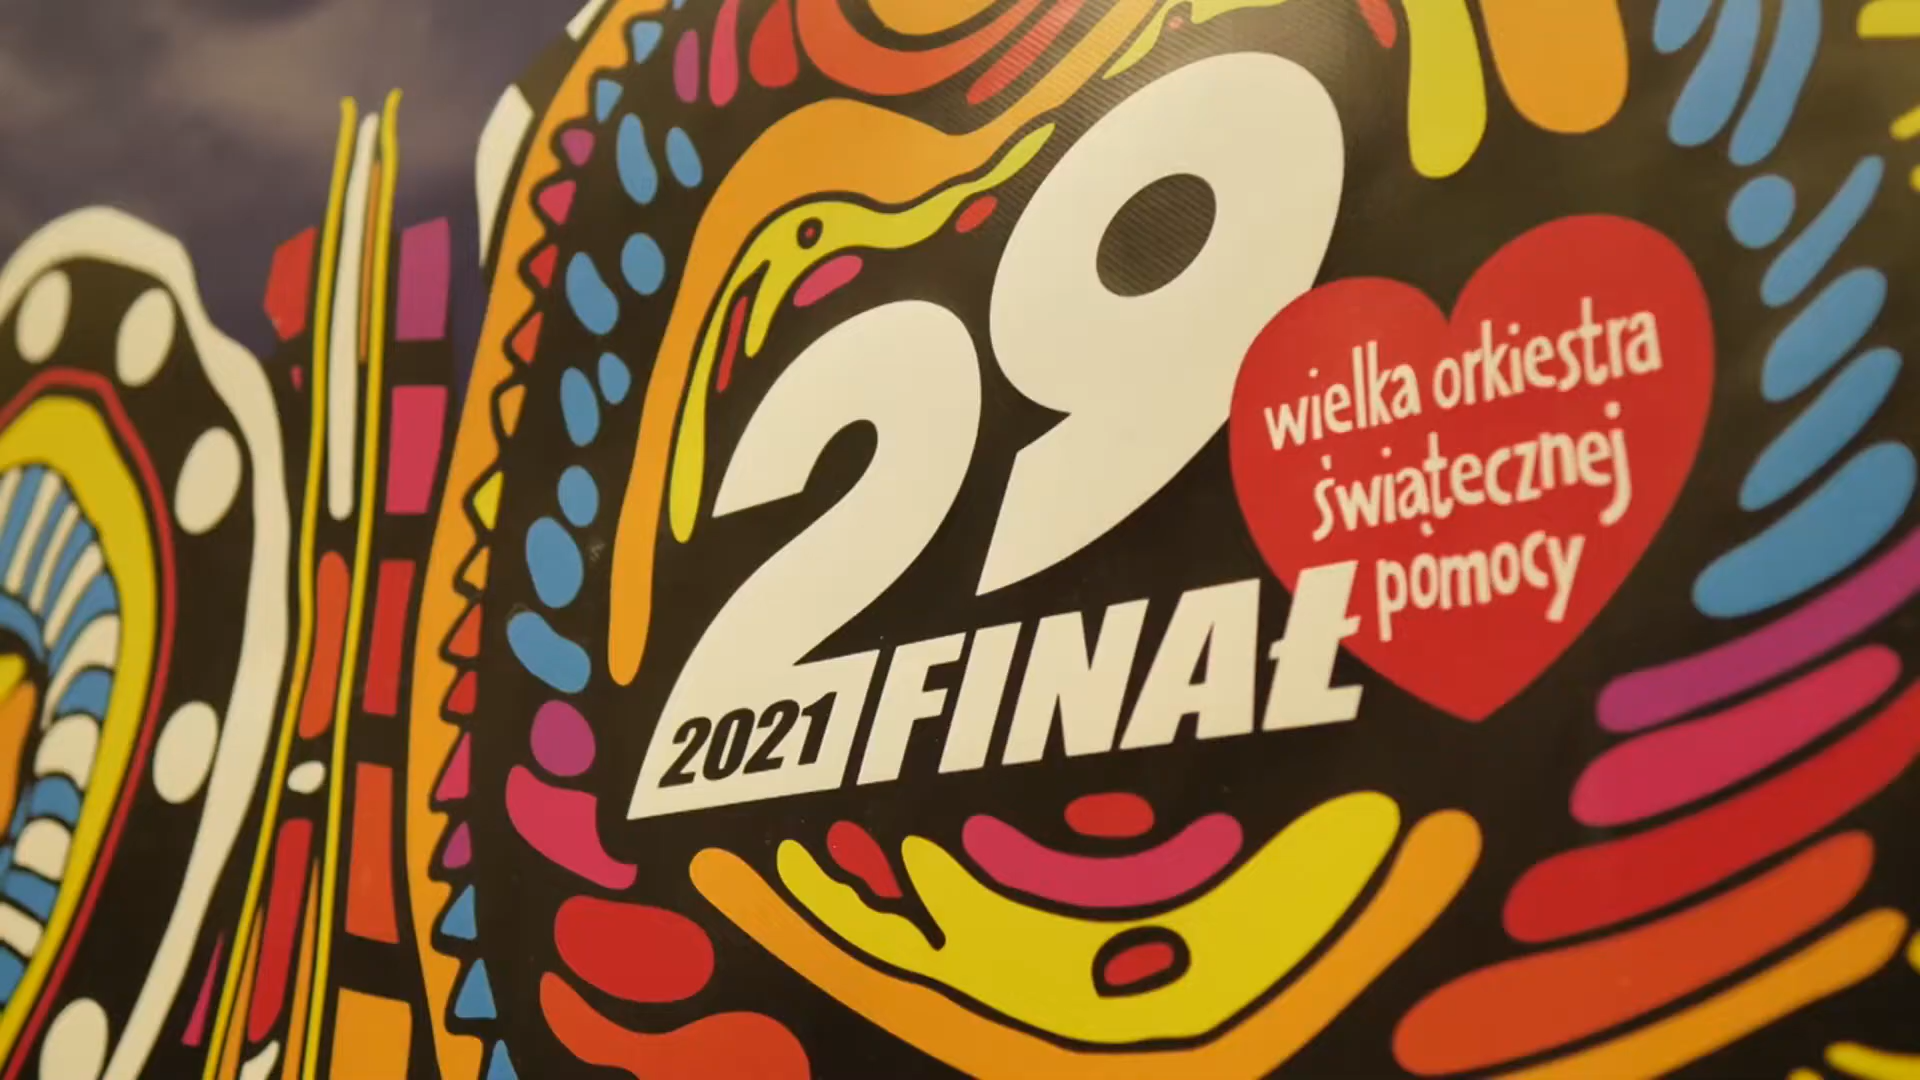 29
2021 FINAŁ
wielka orkiestra
świątecznej
pomocy